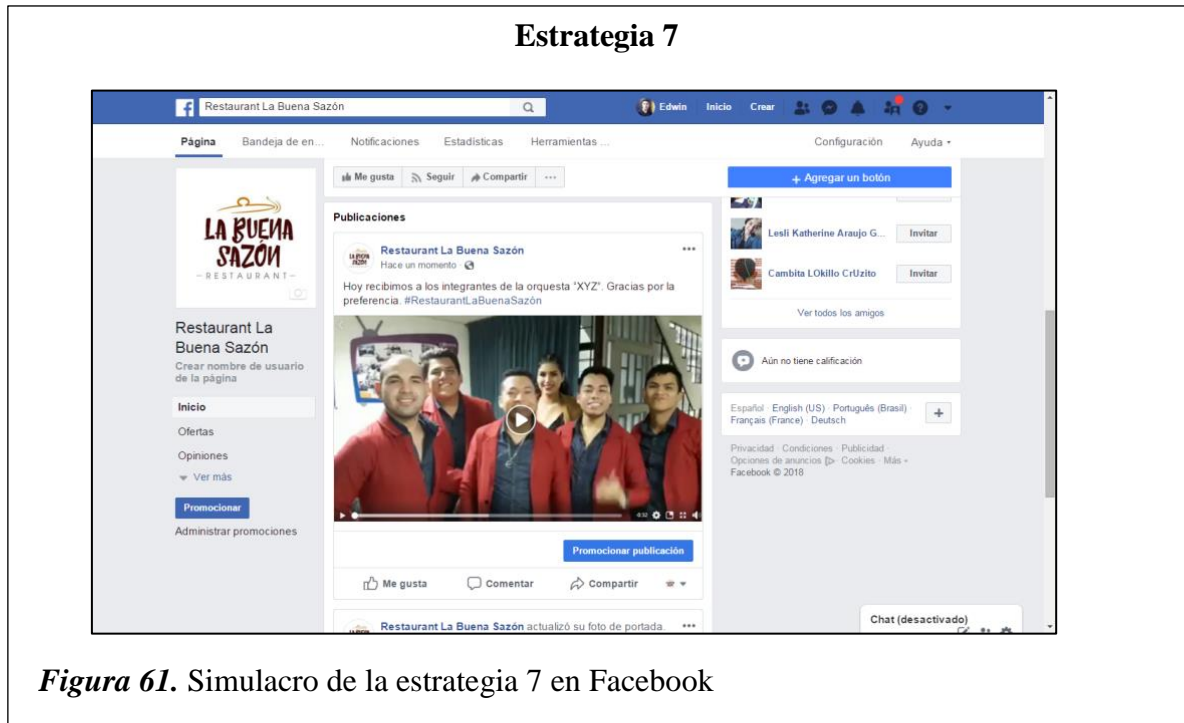 Estrategia 7
Restaurant La Buena Sazón
Edwin Inicio Crear
Página Bandeja de en... Notificaciones Estadísticas Herramientas ... Configuración Ayuda
Me gusta Seguir Compartir ...
+ Agregar un botón
LA BUENA
SAZÓN
-RESTAURANT-
Restaurant La
Buena Sazón
Crear nombre de usuario
de la página
Inicio
Ofertas
Opiniones
Ver más
Promocionar
Administrar promociones
Publicaciones
Restaurant La Buena Sazón
Hace un momento ·
Hoy recibimos a los integrantes de la orquesta "XYZ". Gracias por la
preferencia. #RestaurantLaBuenaSazón
Promocionar publicación
Me gusta Comentar Compartir
Restaurant La Buena Sazón actualizó su foto de portada.
Lesli Katherine Araujo G... Invitar
Cambita LOkillo CrUzito Invitar
Ver todos los amigos
Aún no tiene calificación
Español · English (US) · Português (Brasil) ·
Français (France) · Deutsch
+
Privacidad · Condiciones · Publicidad ·
Opciones de anuncios · Cookies · Más
Facebook © 2018
Chat (desactivado)
Figura 61. Simulacro de la estrategia 7 en Facebook